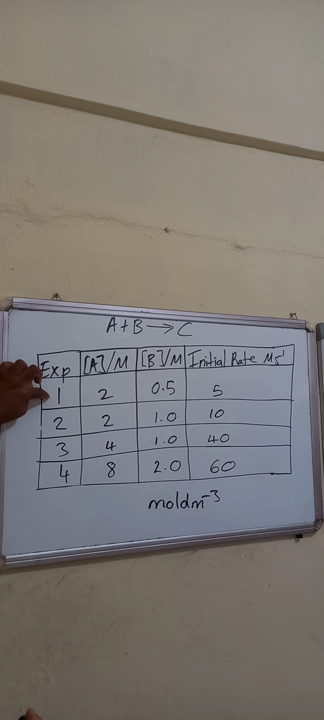 A+B → C
Exp [A]/M [B]/M Initial Rate Ms⁻¹
1 2 0.5 5
2 2 1.0 10
3 4 1.0 40
4 8 2.0 60
moldm⁻³